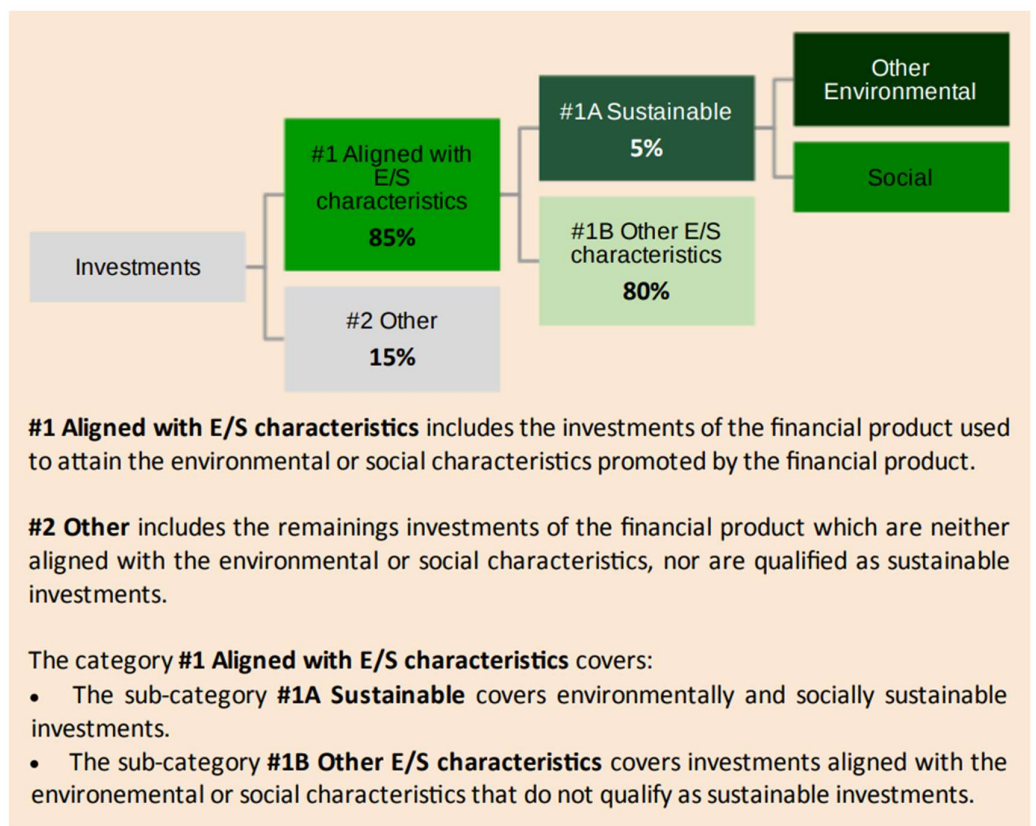 Other
Environmental
#1A Sustainable
5%
#1 Aligned with
E/S
characteristics
85%
Social
#1B Other E/S
characteristics
80%
Investments
#2 Other
15%
#1 Aligned with E/S characteristics includes the investments of the financial product used
to attain the environmental or social characteristics promoted by the financial product.
#2 Other includes the remainings investments of the financial product which are neither
aligned with the environmental or social characteristics, nor are qualified as sustainable
investments.
The category #1 Aligned with E/S characteristics covers:
• The sub-category #1A Sustainable covers environmentally and socially sustainable
investments.
• The sub-category #1B Other E/S characteristics covers investments aligned with the
environemental or social characteristics that do not qualify as sustainable investments.